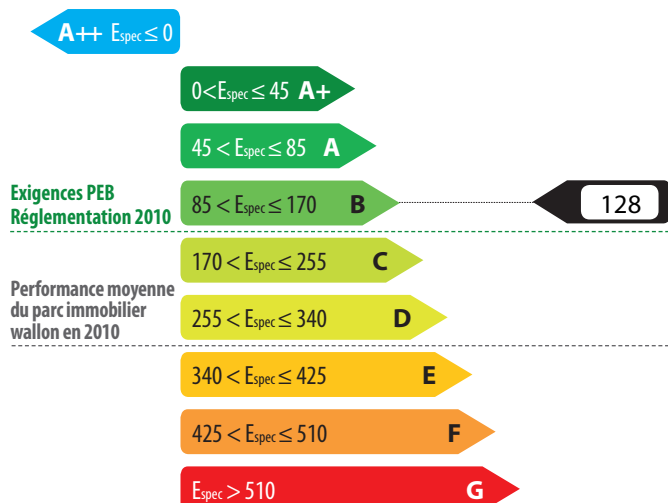 A++ Espec ≤ 0
0<Espec ≤ 45 A+
45 < Espec ≤ 85 A
Exigences PEB
Réglementation 2010
85 < Espec ≤ 170 B
128
170 < Espec ≤ 255 C
Performance moyenne
du parc immobilier
wallon en 2010
255 < Espec ≤ 340 D
340 < Espec ≤ 425 E
425 < Espec ≤ 510 F
Espec > 510 G